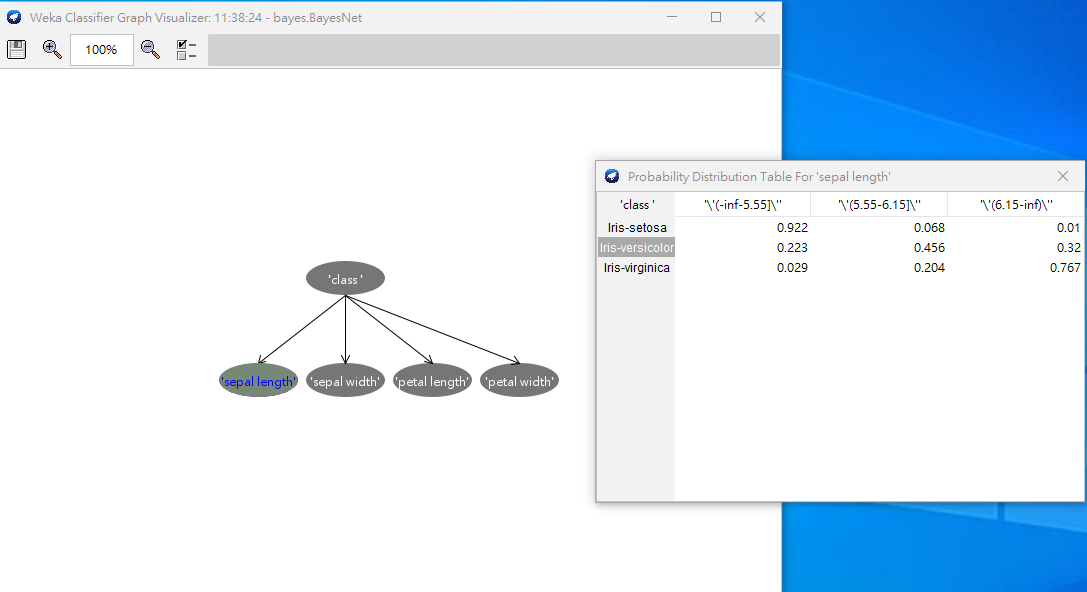 Weka Classifier Graph Visualizer: 11:38:24 - bayes.BayesNet
100%
'class '
'sepal length' 'sepal width' 'petal length' 'petal width'
Probability Distribution Table For 'sepal length'
'class ' '\'(-inf-5.55]\'' '\'(5.55-6.15]\'' '\'(6.15-inf)\''
Iris-setosa 0.922 0.068 0.01
Iris-versicolor 0.223 0.456 0.32
Iris-virginica 0.029 0.204 0.767